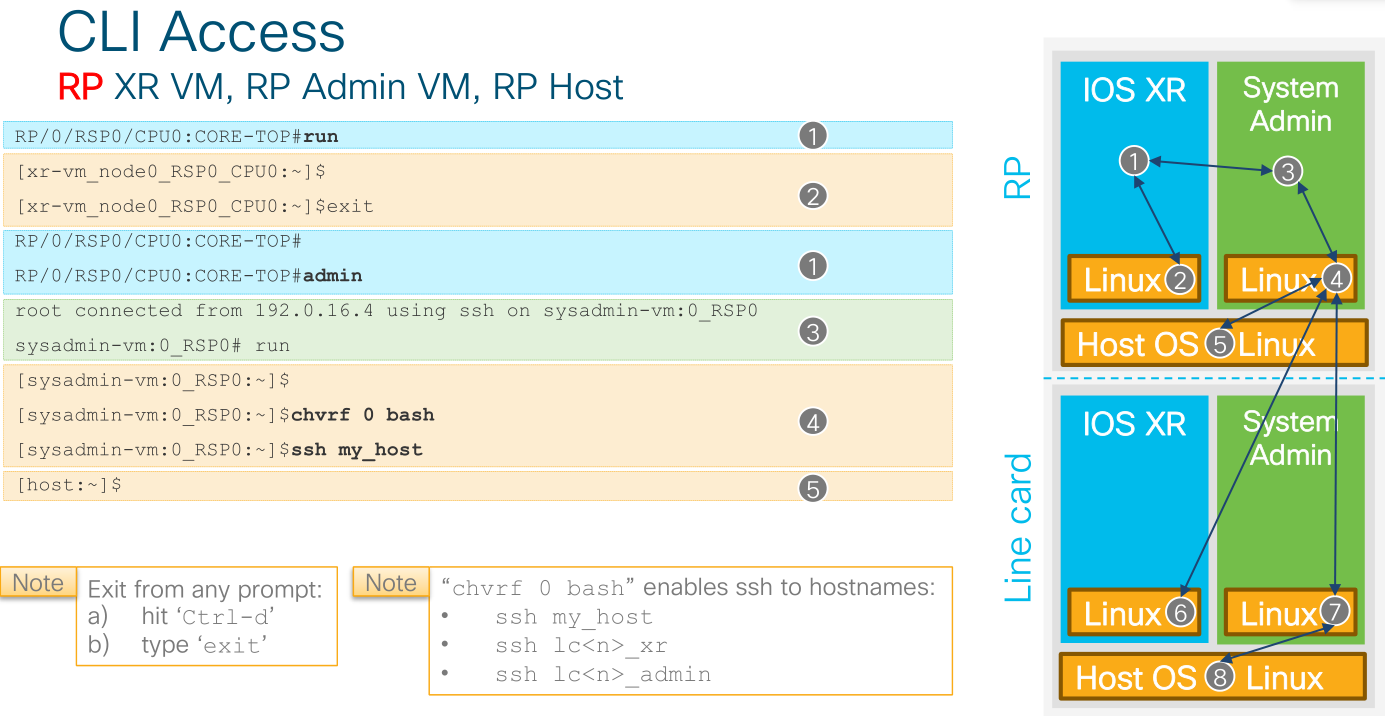 CLI Access
RP XR VM, RP Admin VM, RP Host
RP/0/RSP0/CPU0:CORE-TOP#run
1
[xr-vm_node0_RSP0_CPU0:~]$
[xr-vm_node0_RSP0_CPU0:~]$exit
2
RP/0/RSP0/CPU0:CORE-TOP#
RP/0/RSP0/CPU0:CORE-TOP#admin
1
root connected from 192.0.16.4 using ssh on sysadmin-vm:0_RSP0
sysadmin-vm:0_RSP0# run
3
[sysadmin-vm:0_RSP0:~]$
[sysadmin-vm:0_RSP0:~]$chvrf 0 bash
[sysadmin-vm:0_RSP0:~]$ssh my_host
4
[host:~]$
5
Note
Exit from any prompt:
a) hit ‘Ctrl-d’
b) type ‘exit’
Note
“chvrf 0 bash” enables ssh to hostnames:
• ssh my_host
• ssh lc<n>_xr
• ssh lc<n>_admin
RP
IOS XR
1
Linux 2
System
Admin
3
Linux 4
Host OS 5 Linux
Line card
IOS XR
Linux 6
System
Admin
Linux 7
Host OS 8 Linux